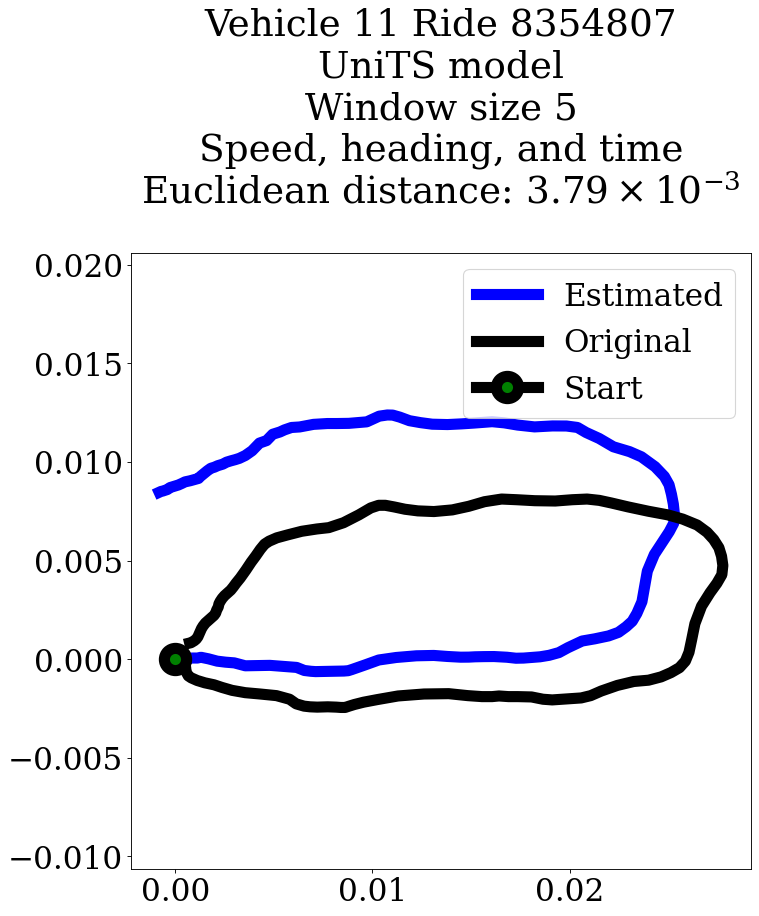 Vehicle 11 Ride 8354807
UniTS model
Window size 5
Speed, heading, and time
Euclidean distance: 3.79 × 10⁻³
Estimated
Original
Start
0.020
0.015
0.010
0.005
0.000
−0.005
−0.010
0.00 0.01 0.02